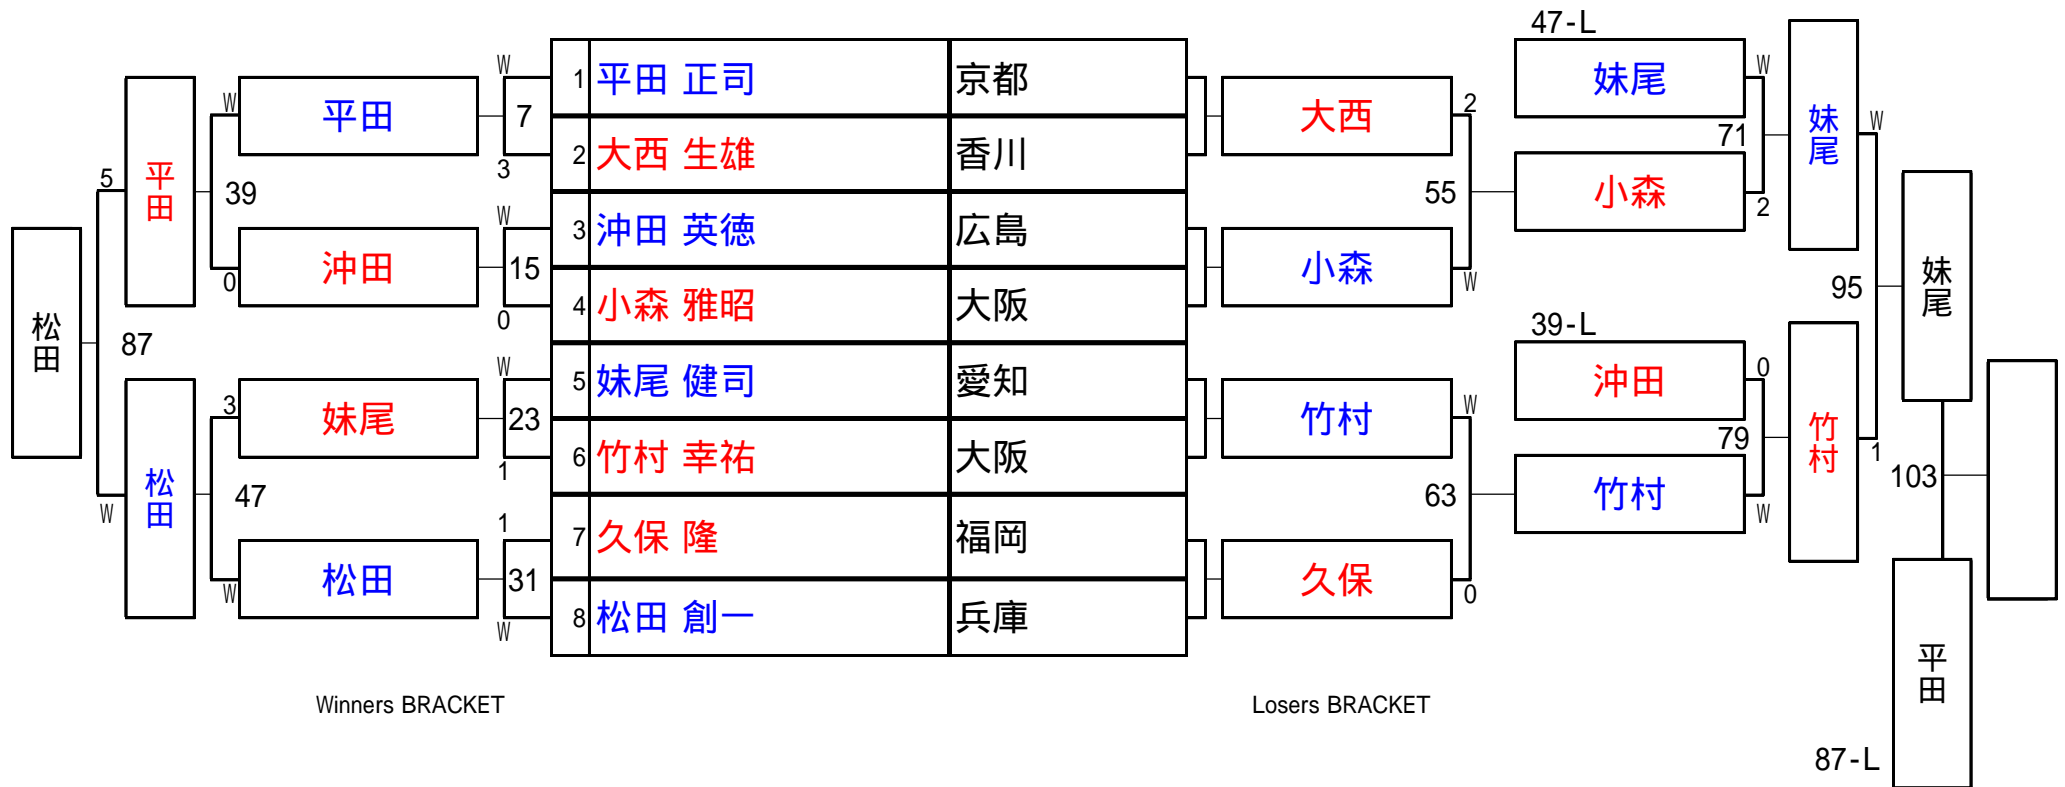 松田
5
W
87
平田
松田
W
0
39
3
W
47
平田
沖田
妹尾
松田
W
7
3
W
15
0
W
23
1
1
31
W
1 平田 正司 京都
2 大西 生雄 香川
3 沖田 英徳 広島
4 小森 雅昭 大阪
5 妹尾 健司 愛知
6 竹村 幸祐 大阪
7 久保 隆 福岡
8 松田 創一 兵庫
大西
小森
竹村
久保
2
55
W
W
63
0
47-L
妹尾
小森
39-L
沖田
竹村
W
71
2
0
79
W
妹尾
竹村
W
95
1
妹尾
103
平田
87-L
Winners BRACKET
Losers BRACKET